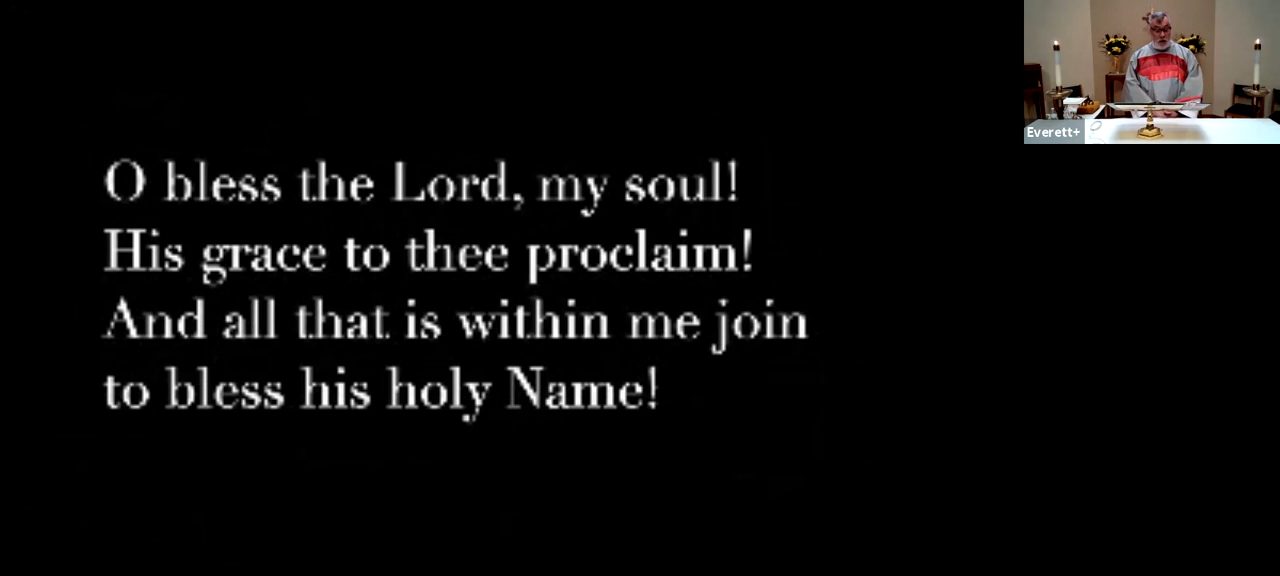 O bless the Lord, my soul!
His grace to thee proclaim!
And all that is within me join
to bless his holy Name!
Everett+